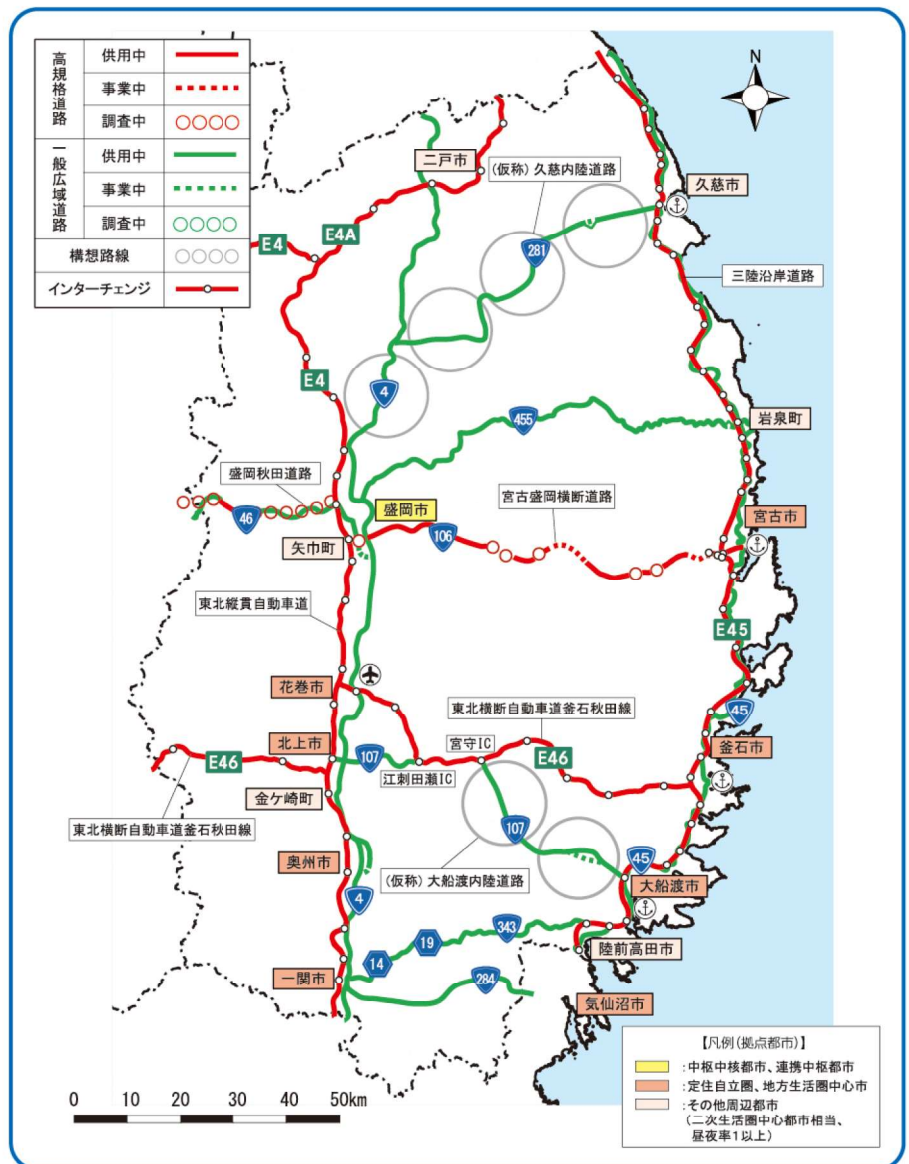 高規格道路
供用中
事業中
調査中
一般広域道路
供用中
事業中
調査中
構想路線
インターチェンジ
N
二戸市
(仮称) 久慈内陸道路
久慈市
E4A
E4
281
三陸沿岸道路
E4
4
455
岩泉町
盛岡秋田道路
宮古盛岡横断道路
46
盛岡市
宮古市
106
矢巾町
東北縦貫自動車道
E45
花巻市
45
東北横断自動車道釜石秋田線
北上市
宮守IC
釜石市
107
E46
E46
江刺田瀬IC
金ケ崎町
東北横断自動車道釜石秋田線
107
45
奥州市
(仮称) 大船渡内陸道路
大船渡市
4
343
19
陸前高田市
14
一関市
284
気仙沼市
【凡例(拠点都市)】
:中枢中核都市、連携中枢都市
:定住自立圏、地方生活圏中心市
:その他周辺都市
(二次生活圏中心都市相当、
昼夜率1以上)
0 10 20 30 40 50km